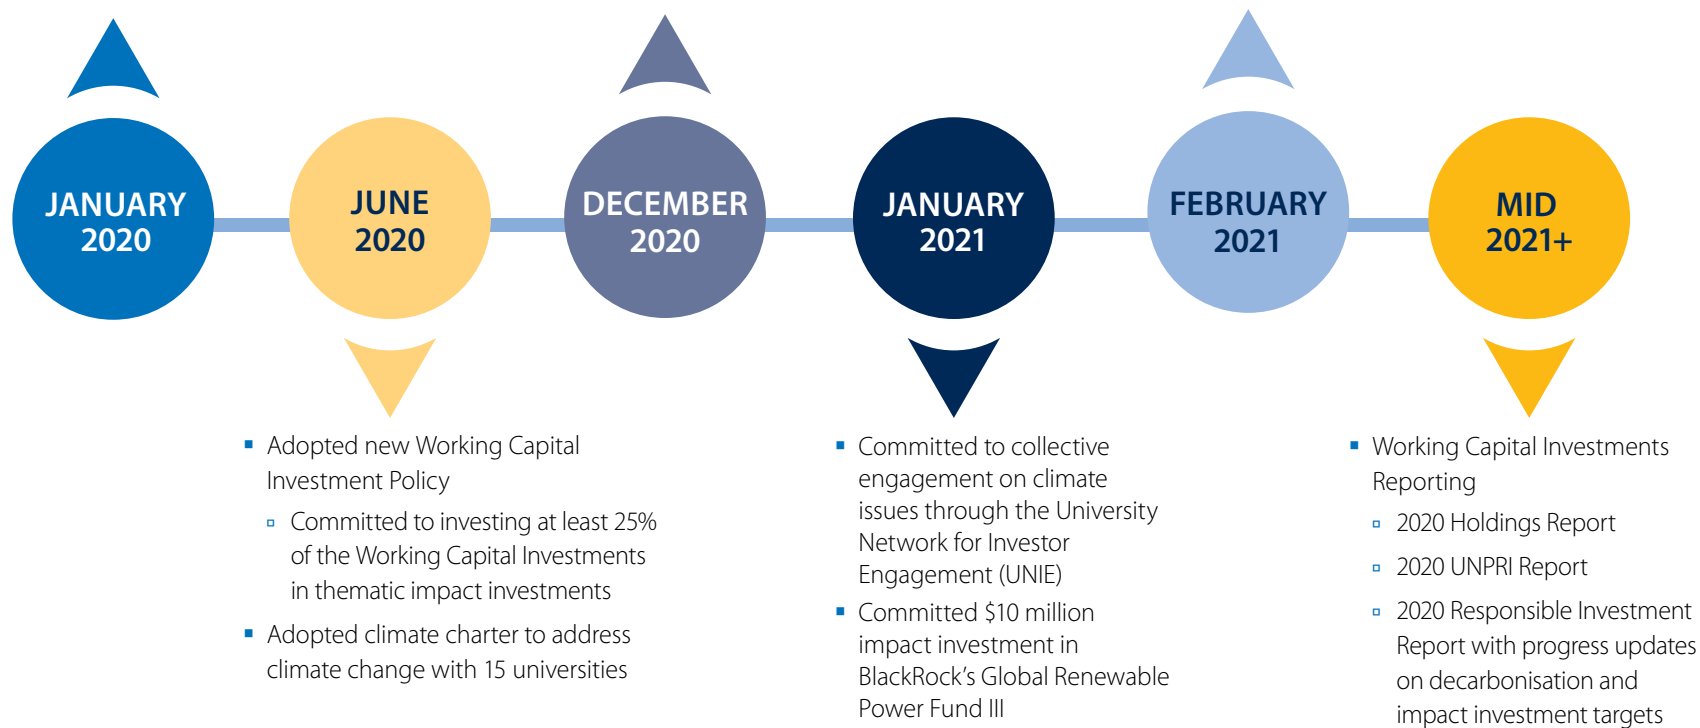 JANUARY
2020
JUNE
2020
DECEMBER
2020
JANUARY
2021
FEBRUARY
2021
MID
2021+
Adopted new Working Capital
Investment Policy
Committed to investing at least 25%
of the Working Capital Investments
in thematic impact investments
Adopted climate charter to address
climate change with 15 universities
Committed to collective
engagement on climate
issues through the University
Network for Investor
Engagement (UNIE)
Committed $10 million
impact investment in
BlackRock’s Global Renewable
Power Fund III
Working Capital Investments
Reporting
2020 Holdings Report
2020 UNPRI Report
2020 Responsible Investment
Report with progress updates
on decarbonisation and
impact investment targets